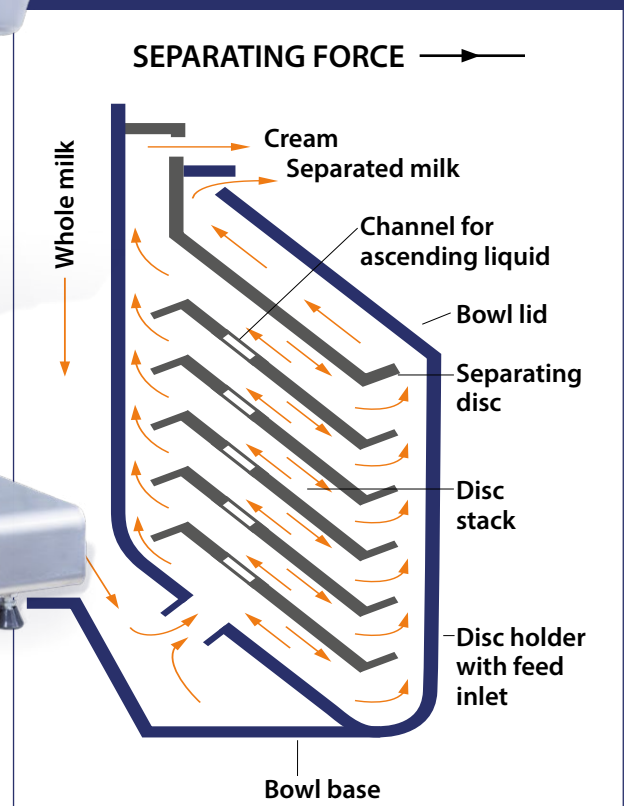 SEPARATING FORCE
Cream
Separated milk
Whole milk
Channel for
ascending liquid
Bowl lid
Separating
disc
Disc
stack
Disc holder
with feed
inlet
Bowl base